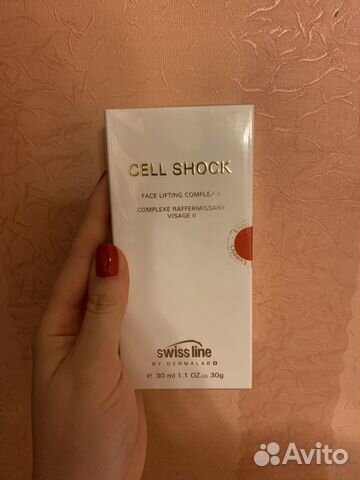 CELL SHOCK
FACE LIFTING COMPLEX II
COMPLEXE RAFFERMISSANT
VISAGE II
swiss line
BY DERMALAB
e 30 ml 1.1 OZ.US 30g
Avito